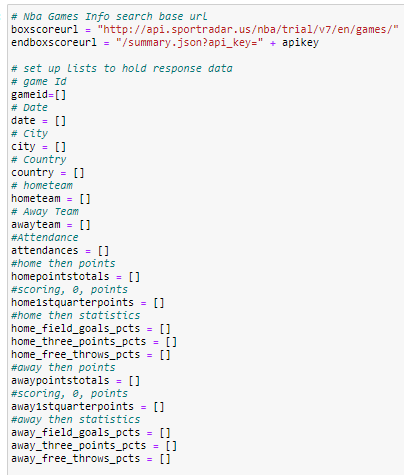 # Nba Games Info search base url
boxscoreurl = "http://api.sportradar.us/nba/trial/v7/en/games/"
endboxscoreurl = "/summary.json?api_key=" + apikey
# set up lists to hold response data
# game Id
gameid=[]
# Date
date = []
# City
city = []
# Country
country = []
# hometeam
hometeam = []
# Away Team
awayteam = []
#Attendance
attendances = []
#home then points
homepointstotals = []
#scoring, 0, points
home1stquarterpoints = []
#home then statistics
home_field_goals_pcts = []
home_three_points_pcts = []
home_free_throws_pcts = []
#away then points
awaypointstotals = []
#scoring, 0, points
away1stquarterpoints = []
#away then statistics
away_field_goals_pcts = []
away_three_points_pcts = []
away_free_throws_pcts = []